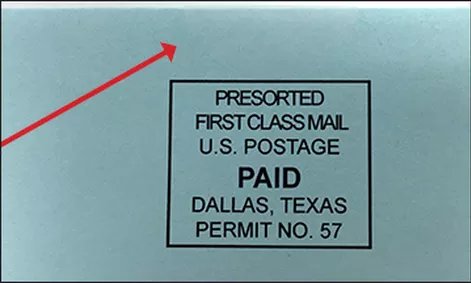 PRESORTED
FIRST CLASS MAIL
U.S. POSTAGE
PAID
DALLAS, TEXAS
PERMIT NO. 57